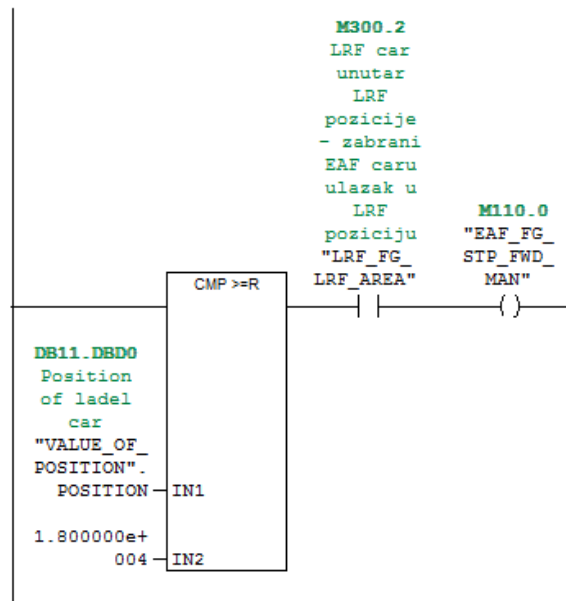 M300.2
LRF car
unutar
LRF
pozicije
- zabrani
EAF caru
ulazak u
LRF
poziciju
"LRF_FG_
LRF_AREA"
M110.0
"EAF_FG_
STP_FWD_
MAN"
CMP >=R
DB11.DBD0
Position
of ladel
car
"VALUE_OF_
POSITION".
POSITION
IN1
1.800000e+
004
IN2